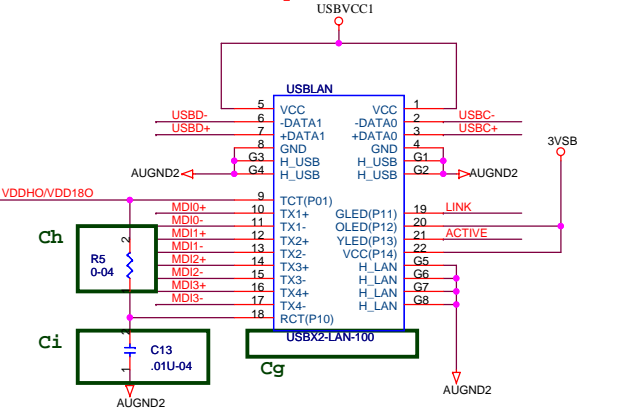 USBVCC1
USBLAN
5 VCC VCC 1
USBD- 6 -DATA1 -DATA0 2 USBC-
USBD+ 7 +DATA1 +DATA0 3 USBC+
8 GND GND 4
3VSB
G3 H_USB H_USB G1
AUGND2 G4 H_USB H_USB G2 AUGND2
VDDHO/VDD18O 9 TCT(P01)
MDI0+ 10 TX1+ GLED(P11) 19 LINK
MDI0- 11 TX1- OLED(P12) 20
Ch 2 MDI1+ 12 TX2+ YLED(P13) 21 ACTIVE
MDI1- 13 TX2- VCC(P14) 22
R5 MDI2+ 14 TX3+ H_LAN G5
0-04 MDI2- 15 TX3- H_LAN G6
1 MDI3+ 16 TX4+ H_LAN G7
MDI3- 17 TX4- H_LAN G8
18 RCT(P10)
2
USBX2-LAN-100
Ci C13
.01U-04
1
Cg
AUGND2
AUGND2